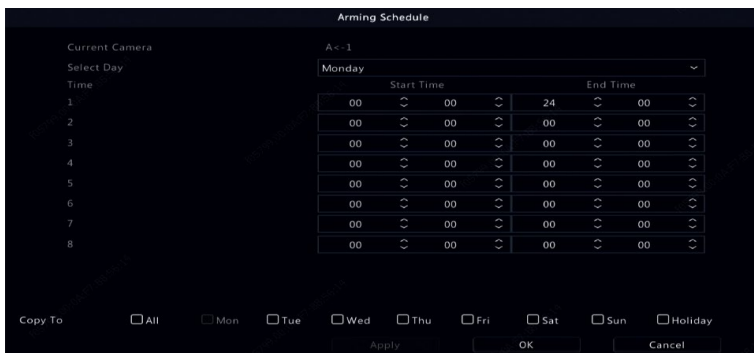 Arming Schedule
Current Camera A<-1
Select Day Monday
Time Start Time End Time
1 00 00 24 00
2 00 00 00 00
3 00 00 00 00
4 00 00 00 00
5 00 00 00 00
6 00 00 00 00
7 00 00 00 00
8 00 00 00 00
Copy To All Mon Tue Wed Thu Fri Sat Sun Holiday
Apply OK Cancel